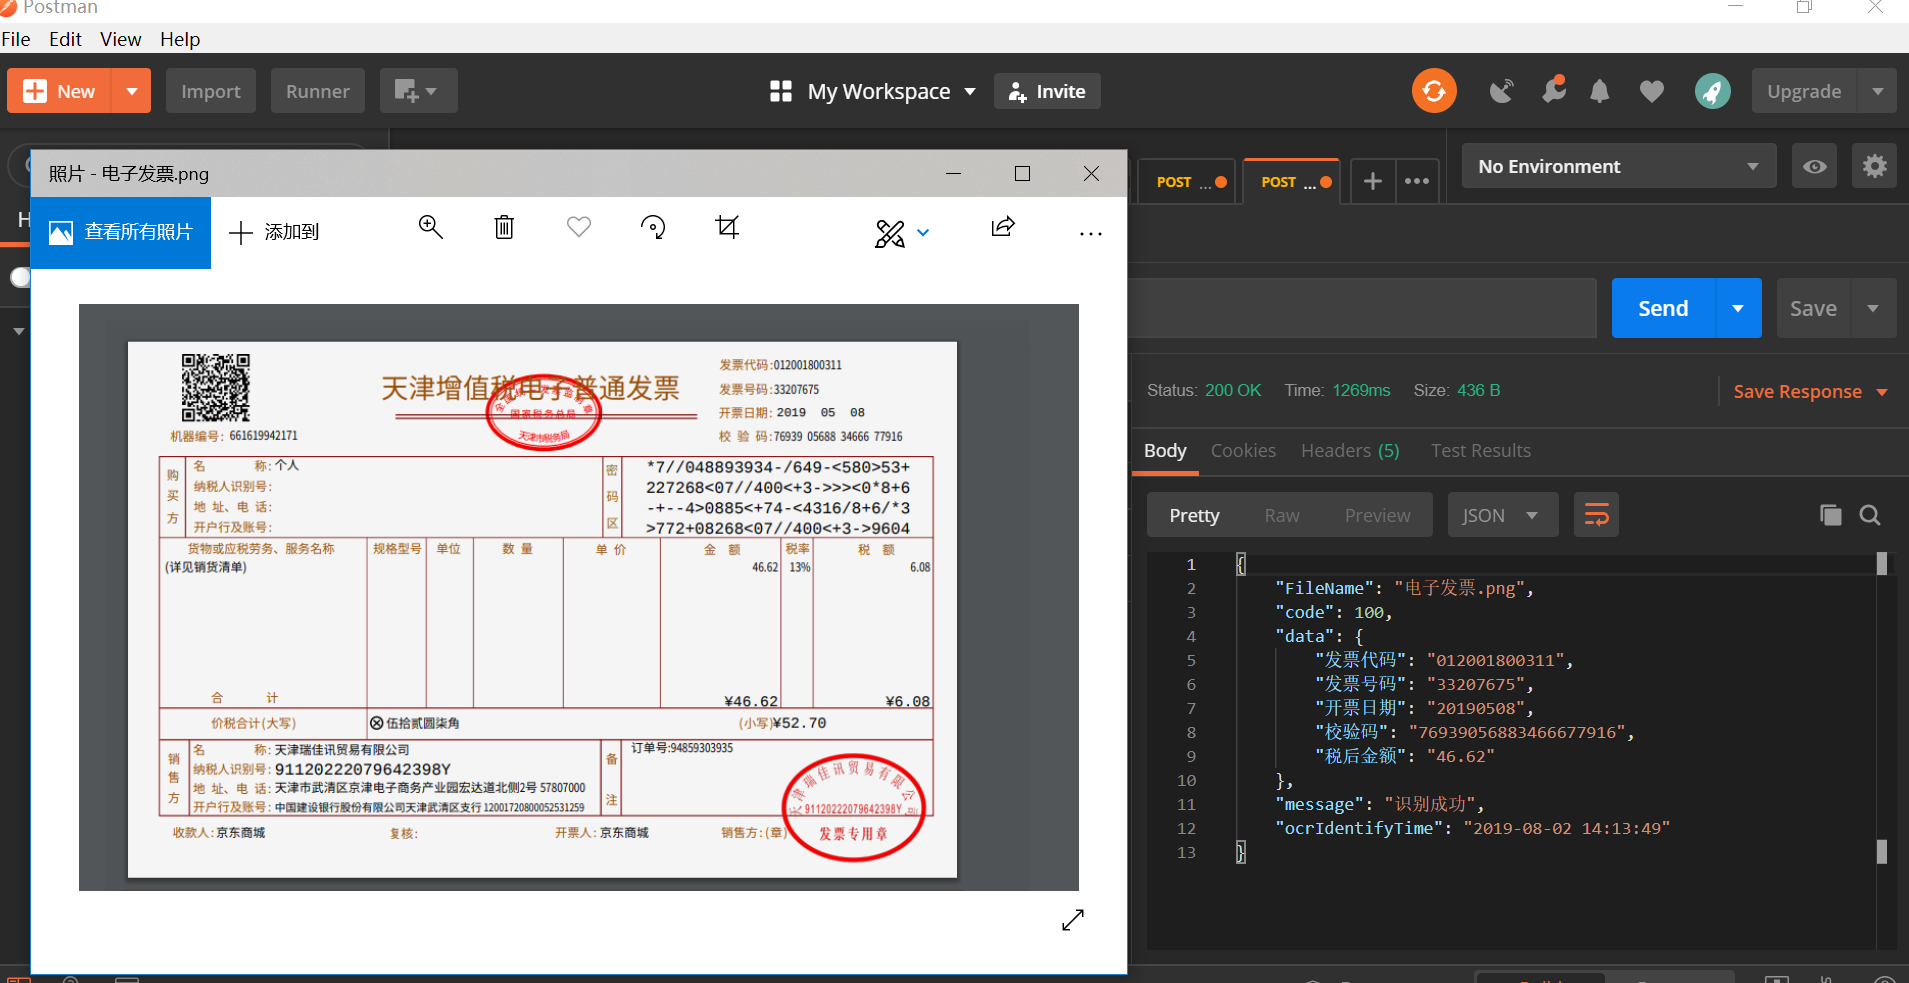 Postman
File Edit View Help
New Import Runner My Workspace Invite Upgrade
照片 - 电子发票.png
查看所有照片 添加到
POST ... POST ... No Environment
Send Save
天津增值税电子普通发票
全国统一发票监制章
国家税务总局
天津市税务局
发票代码:012001800311
发票号码:33207675
开票日期: 2019 05 08
校 验 码:76939 05688 34666 77916
机器编号: 661619942171
购买方
名 称: 个人
纳税人识别号:
地 址、电 话:
开户行及账号:
密码区
*7//048893934-/649-<580>53+
227268<07//400<+3->>><0*8+6
-+--4>0885<+74-<4316/8+6/*3
>772+08268<07//400<+3->9604
货物或应税劳务、服务名称 规格型号 单位 数 量 单 价 金 额 税率 税 额
(详见销货清单) 46.62 13% 6.08
合 计 ¥46.62 ¥6.08
价税合计(大写) ⊗ 伍拾贰圆柒角 (小写)¥52.70
销售方
名 称: 天津瑞佳讯贸易有限公司
纳税人识别号: 91120222079642398Y
地 址、电 话: 天津市武清区京津电子商务产业园宏达道北侧2号 57807000
开户行及账号: 中国建设银行股份有限公司天津武清区支行 12001720800052531259
备注
订单号:94859303935
天津瑞佳讯贸易有限公司
91120222079642398Y
发票专用章
收款人: 京东商城 复核: 开票人: 京东商城 销售方:(章)
Status: 200 OK Time: 1269ms Size: 436 B Save Response
Body Cookies Headers (5) Test Results
Pretty Raw Preview JSON
1 {
2 "FileName": "电子发票.png",
3 "code": 100,
4 "data": {
5 "发票代码": "012001800311",
6 "发票号码": "33207675",
7 "开票日期": "20190508",
8 "校验码": "76939056883466677916",
9 "税后金额": "46.62"
10 },
11 "message": "识别成功",
12 "ocrIdentifyTime": "2019-08-02 14:13:49"
13 }